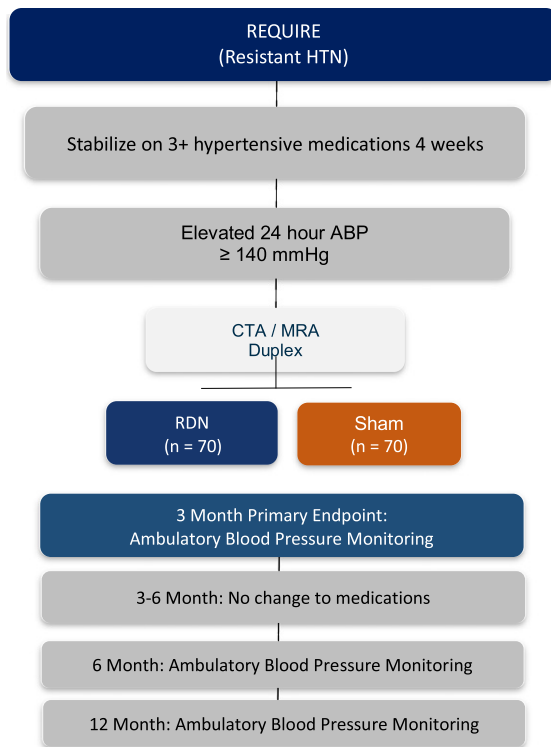 REQUIRE
(Resistant HTN)
Stabilize on 3+ hypertensive medications 4 weeks
Elevated 24 hour ABP
≥ 140 mmHg
CTA / MRA
Duplex
RDN
(n = 70)
Sham
(n = 70)
3 Month Primary Endpoint:
Ambulatory Blood Pressure Monitoring
3-6 Month: No change to medications
6 Month: Ambulatory Blood Pressure Monitoring
12 Month: Ambulatory Blood Pressure Monitoring